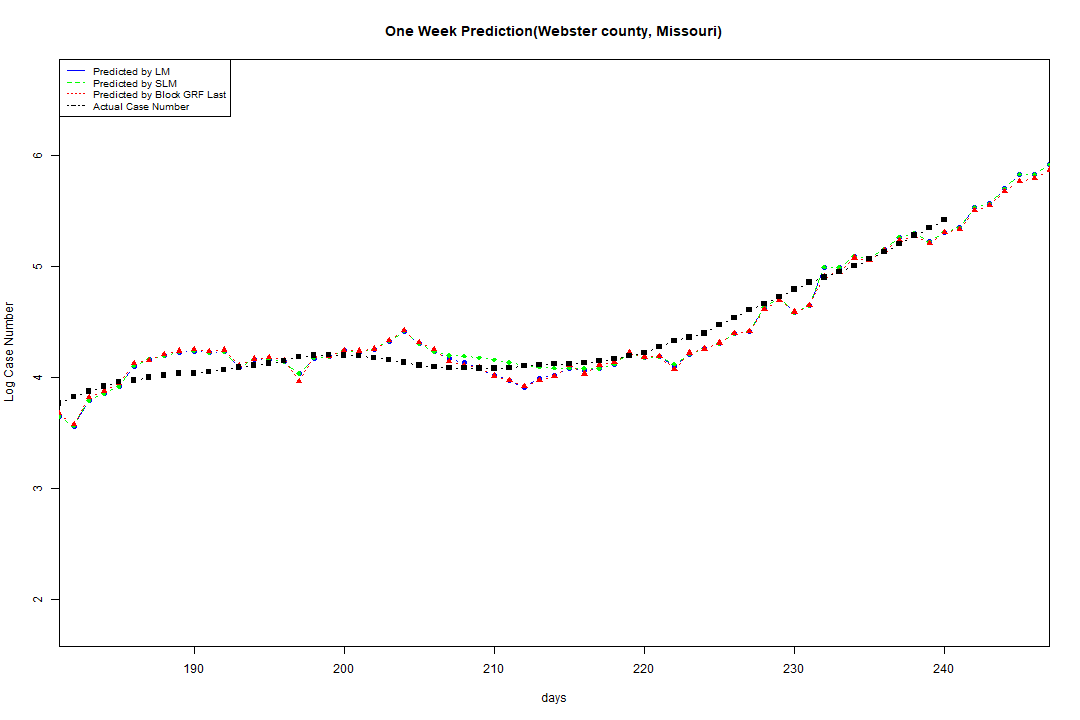 One Week Prediction(Webster county, Missouri)
Predicted by LM
Predicted by SLM
Predicted by Block GRF Last
Actual Case Number
6
5
4
3
2
Log Case Number
190 200 210 220 230 240
days